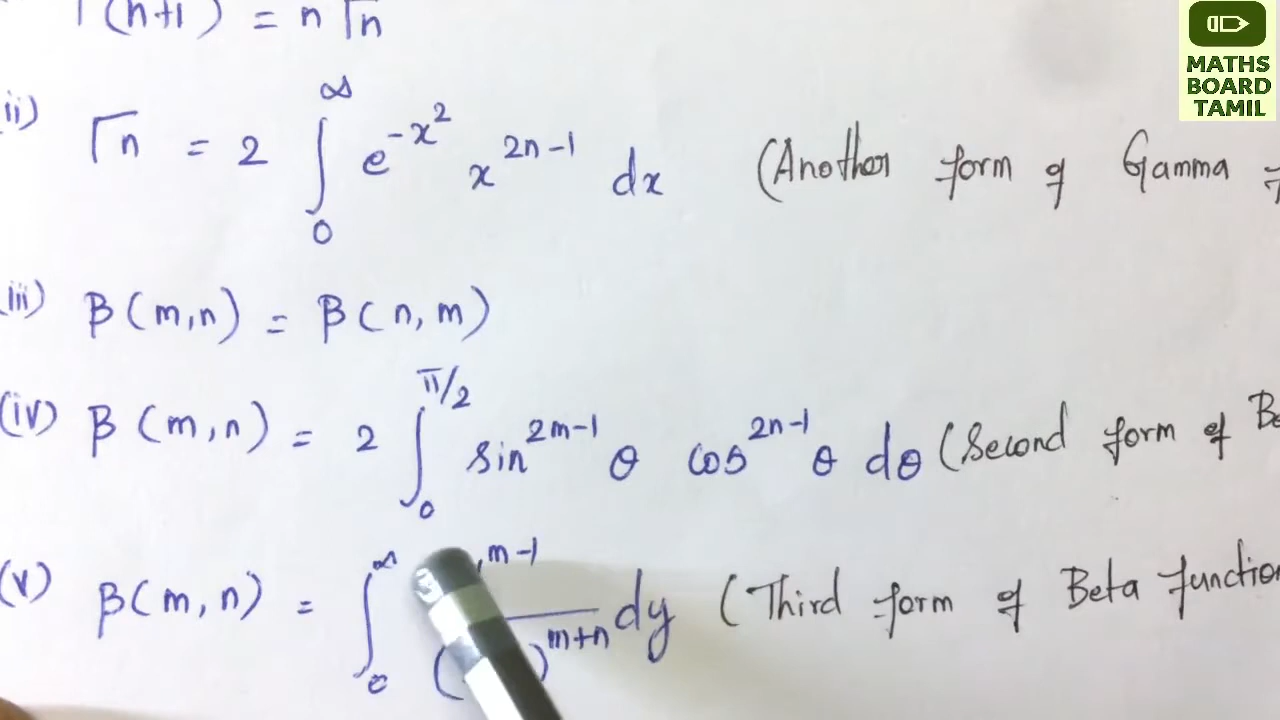 Γ(n+1) = n Γn
MATHS
BOARD
TAMIL
ii) Γn = 2 ∫₀^∞ e^{-x²} x^{2n-1} dx (Another form of Gamma
iii) β(m,n) = β(n,m)
(iv) β(m,n) = 2 ∫₀^{π/2} sin^{2m-1} θ cos^{2n-1} θ dθ (Second form of
(v) β(m,n) = ∫₀^∞ ^{m-1} / ( )^{m+n} dy (Third form of Beta function